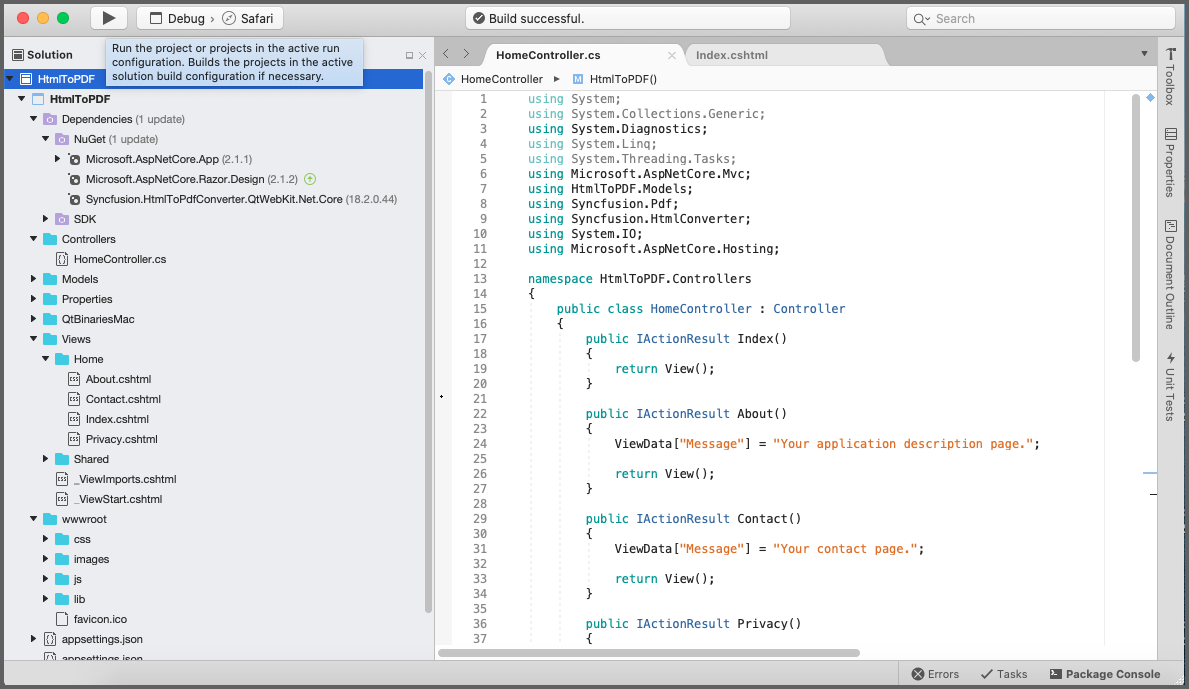 Debug › Safari
Build successful.
Search
Solution
Run the project or projects in the active run
configuration. Builds the projects in the active
solution build configuration if necessary.
HtmlToPDF
HtmlToPDF
Dependencies (1 update)
NuGet (1 update)
Microsoft.AspNetCore.App (2.1.1)
Microsoft.AspNetCore.Razor.Design (2.1.2)
Syncfusion.HtmlToPdfConverter.QtWebKit.Net.Core (18.2.0.44)
SDK
Controllers
HomeController.cs
Models
Properties
QtBinariesMac
Views
Home
About.cshtml
Contact.cshtml
Index.cshtml
Privacy.cshtml
Shared
_ViewImports.cshtml
_ViewStart.cshtml
wwwroot
css
images
js
lib
favicon.ico
appsettings.json
appsettings.json
HomeController.cs
Index.cshtml
HomeController
HtmlToPDF()
1 using System;
2 using System.Collections.Generic;
3 using System.Diagnostics;
4 using System.Linq;
5 using System.Threading.Tasks;
6 using Microsoft.AspNetCore.Mvc;
7 using HtmlToPDF.Models;
8 using Syncfusion.Pdf;
9 using Syncfusion.HtmlConverter;
10 using System.IO;
11 using Microsoft.AspNetCore.Hosting;
12
13 namespace HtmlToPDF.Controllers
14 {
15 public class HomeController : Controller
16 {
17 public IActionResult Index()
18 {
19 return View();
20 }
21
22 public IActionResult About()
23 {
24 ViewData["Message"] = "Your application description page.";
25
26 return View();
27 }
28
29 public IActionResult Contact()
30 {
31 ViewData["Message"] = "Your contact page.";
32
33 return View();
34 }
35
36 public IActionResult Privacy()
37 {
Toolbox
Properties
Document Outline
Unit Tests
Errors
Tasks
Package Console